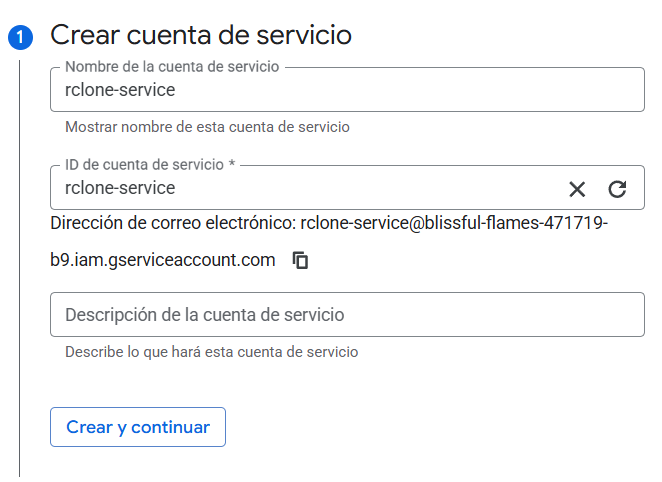 1 Crear cuenta de servicio
Nombre de la cuenta de servicio
rclone-service
Mostrar nombre de esta cuenta de servicio
ID de cuenta de servicio *
rclone-service
Dirección de correo electrónico: rclone-service@blissful-flames-471719-
b9.iam.gserviceaccount.com
Descripción de la cuenta de servicio
Describe lo que hará esta cuenta de servicio
Crear y continuar